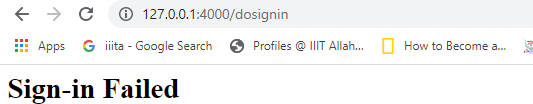 127.0.0.1:4000/dosignin
Apps iiita - Google Search Profiles @ IIIT Allah... How to Become a...
Sign-in Failed